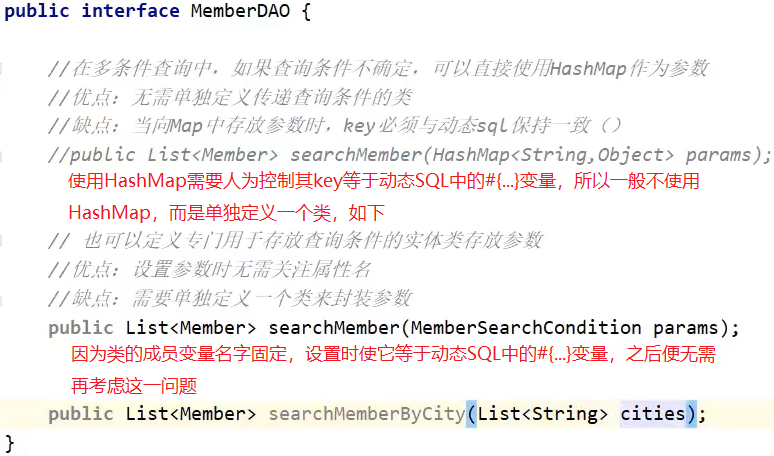 public interface MemberDAO {
//在多条件查询中，如果查询条件不确定，可以直接使用HashMap作为参数
//优点：无需单独定义传递查询条件的类
//缺点：当向Map中存放参数时，key必须与动态sql保持一致（）
//public List<Member> searchMember(HashMap<String,Object> params);
使用HashMap需要人为控制其key等于动态SQL中的#{...}变量，所以一般不使用
HashMap，而是单独定义一个类，如下
// 也可以定义专门用于存放查询条件的实体类存放参数
//优点：设置参数时无需关注属性名
//缺点：需要单独定义一个类来封装参数
public List<Member> searchMember(MemberSearchCondition params);
因为类的成员变量名字固定，设置时使它等于动态SQL中的#{...}变量，之后便无需
再考虑这一问题
public List<Member> searchMemberByCity(List<String> cities);
}